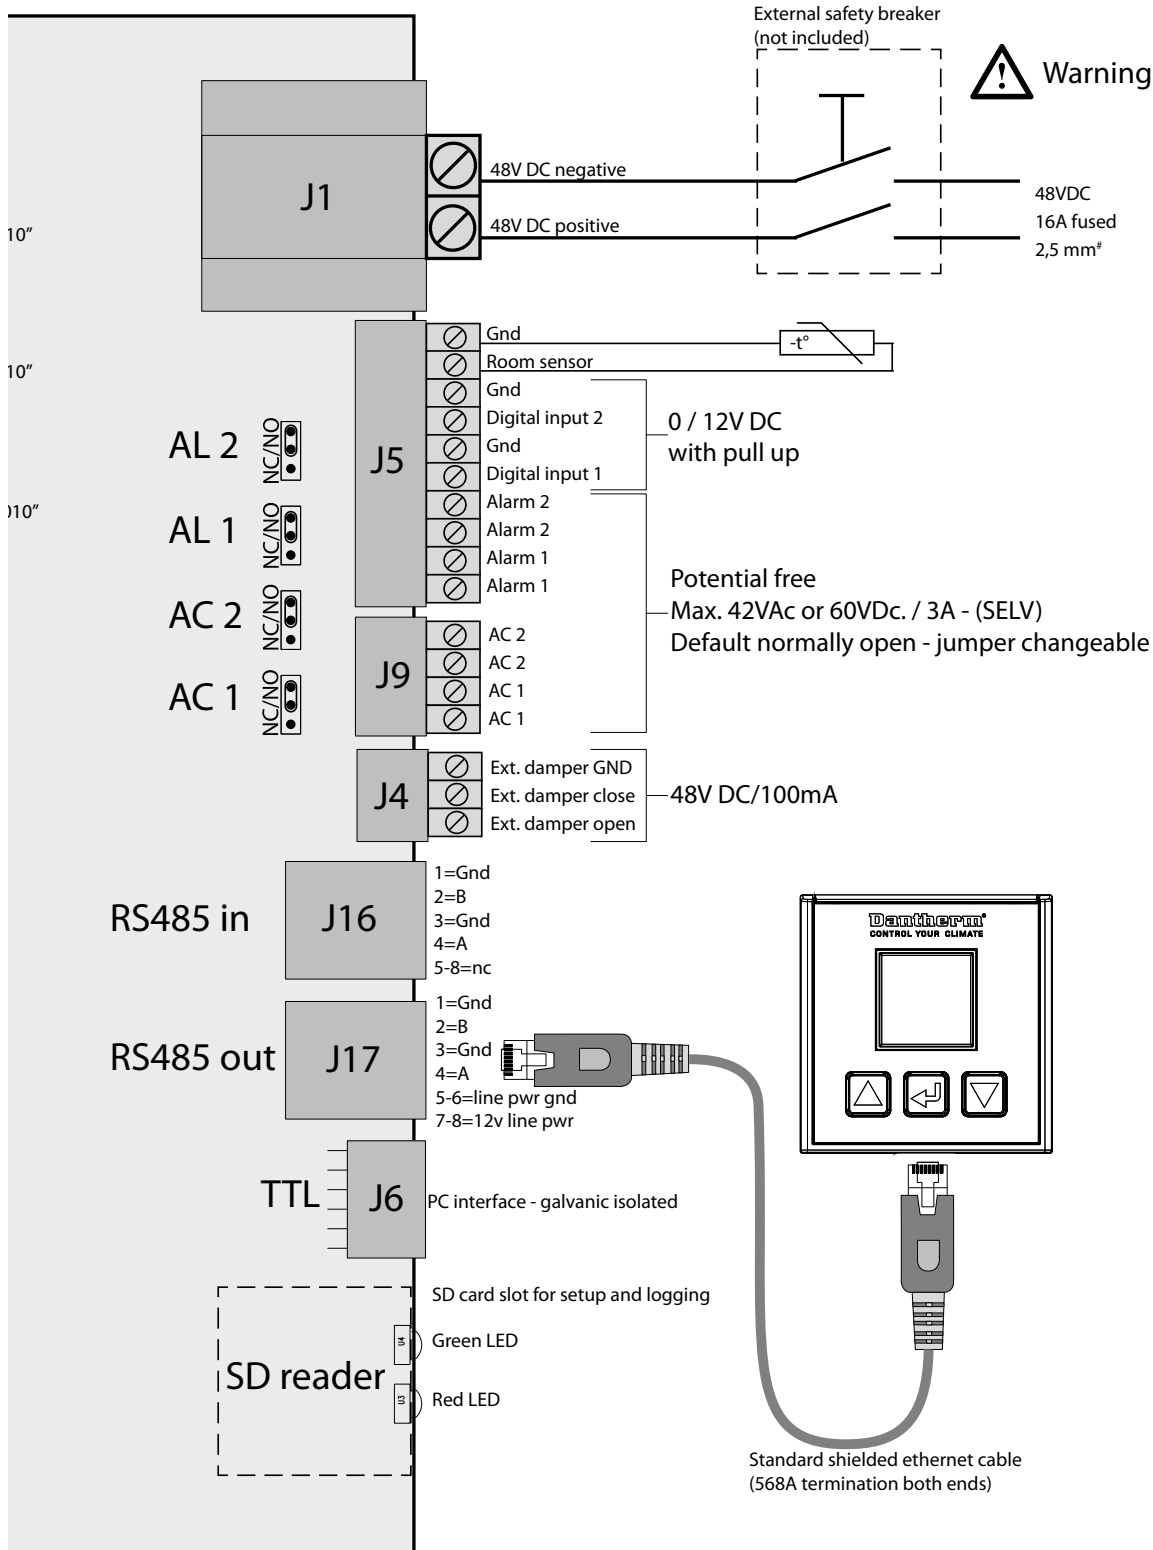 External safety breaker
(not included)
Warning
J1
48V DC negative
48V DC positive
48VDC
16A fused
2,5 mm#
10"
Gnd
Room sensor
-t°
10"
Gnd
Digital input 2
Gnd
Digital input 1
0 / 12V DC
with pull up
AL 2
NC/NO
J5
Alarm 2
Alarm 2
Alarm 1
Alarm 1
010"
AL 1
NC/NO
Potential free
Max. 42VAc or 60VDc. / 3A - (SELV)
Default normally open - jumper changeable
AC 2
NC/NO
J9
AC 2
AC 2
AC 1
AC 1
AC 1
NC/NO
J4
Ext. damper GND
Ext. damper close
Ext. damper open
48V DC/100mA
RS485 in
J16
1=Gnd
2=B
3=Gnd
4=A
5-8=nc
RS485 out
J17
1=Gnd
2=B
3=Gnd
4=A
5-6=line pwr gnd
7-8=12v line pwr
Dantherm®
CONTROL YOUR CLIMATE
TTL
J6
PC interface - galvanic isolated
SD card slot for setup and logging
U4
Green LED
SD reader
U3
Red LED
Standard shielded ethernet cable
(568A termination both ends)